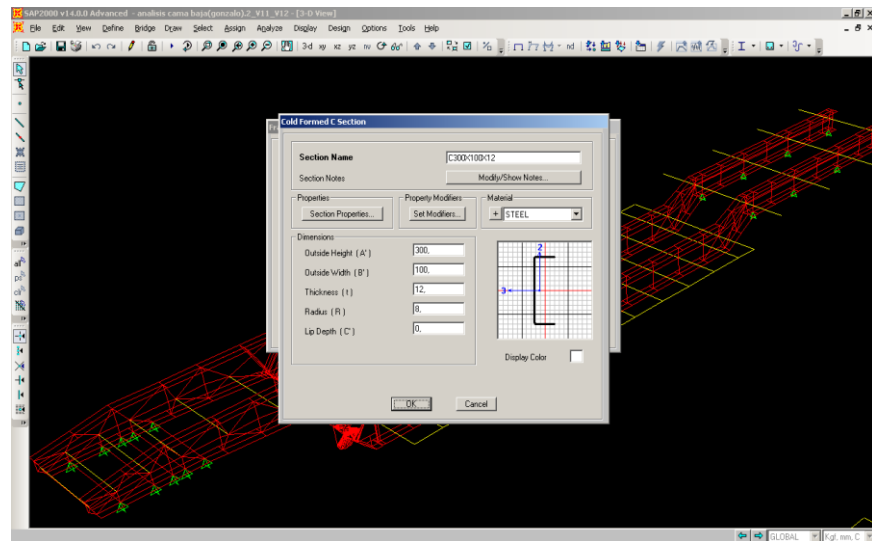 SAP2000 v14.0.0 Advanced - analisis cama baja(gonzalo).2_V11_V12 - [3-D View]
File Edit View Define Bridge Draw Select Assign Analyze Display Design Options Tools Help
3d xy xz yz nv
nd
Cold Formed C Section
Section Name C300X100X12
Section Notes Modify/Show Notes...
Properties Property Modifiers Material
Section Properties... Set Modifiers... + STEEL
Dimensions
Outside Height ( A' ) 300,
Outside Width ( B' ) 100,
Thickness ( t ) 12,
Radius ( R ) 8,
Lip Depth ( C' ) 0,
2
3
Display Color
OK Cancel
GLOBAL Kgf, mm, C